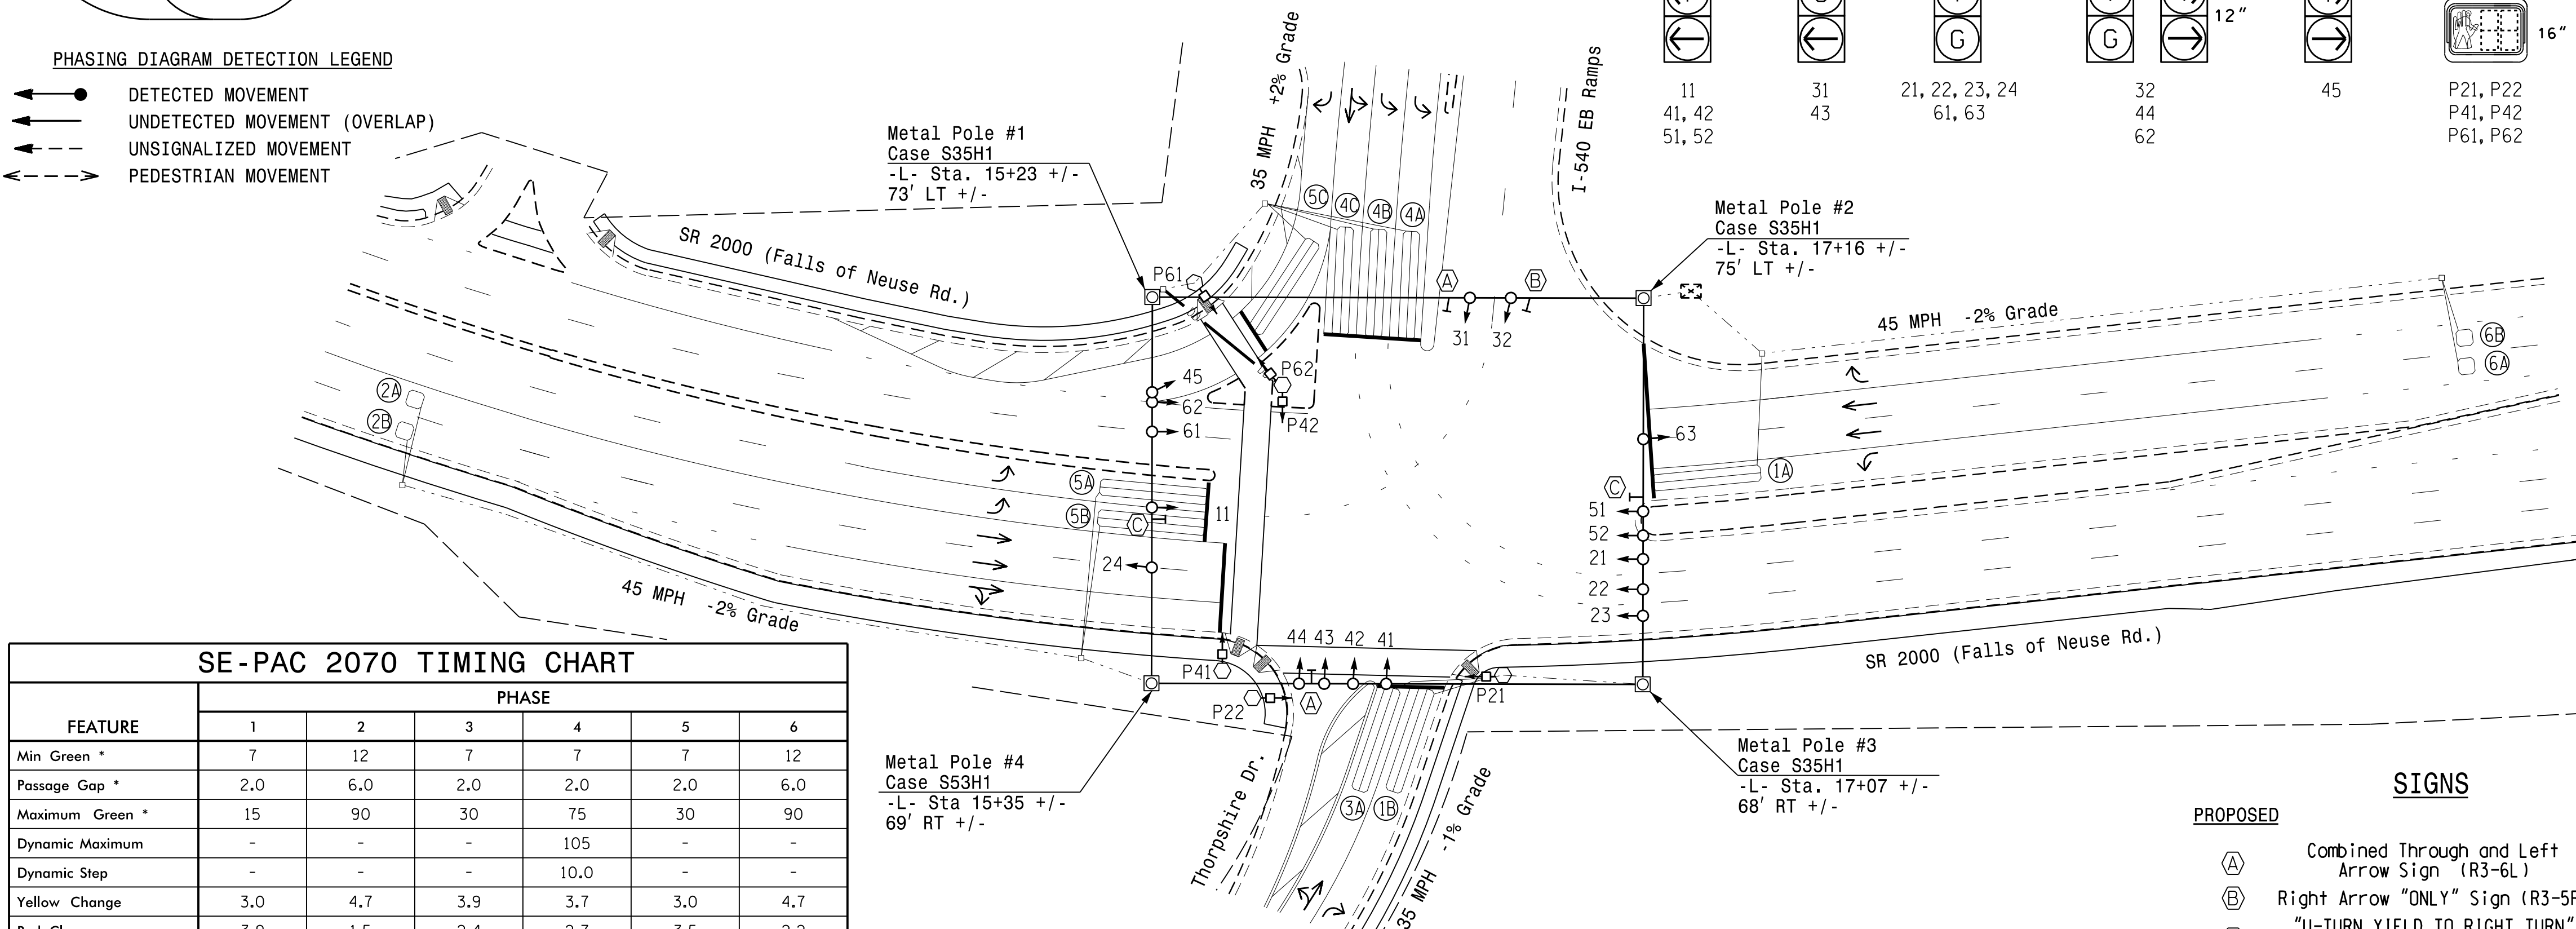 PHASING DIAGRAM DETECTION LEGEND
DETECTED MOVEMENT
UNDETECTED MOVEMENT (OVERLAP)
UNSIGNALIZED MOVEMENT
PEDESTRIAN MOVEMENT
G
G
12"
16"
11
41, 42
51, 52
31
43
21, 22, 23, 24
61, 63
32
44
62
45
P21, P22
P41, P42
P61, P62
Metal Pole #1
Case S35H1
-L- Sta. 15+23 +/-
73' LT +/-
35 MPH +2% Grade
I-540 EB Ramps
Metal Pole #2
Case S35H1
-L- Sta. 17+16 +/-
75' LT +/-
SR 2000 (Falls of Neuse Rd.)
5C
4C
4B
4A
P61
A
B
31
32
45 MPH -2% Grade
6B
6A
2A
2B
45
62
61
P62
P42
63
1A
5A
5B
C
11
24
C
51
52
21
22
23
45 MPH -2% Grade
44 43 42 41
P41
P22
A
P21
SR 2000 (Falls of Neuse Rd.)
Metal Pole #4
Case S53H1
-L- Sta 15+35 +/-
69' RT +/-
Thorpshire Dr.
3A
1B
35 MPH -1% Grade
Metal Pole #3
Case S35H1
-L- Sta. 17+07 +/-
68' RT +/-
SE-PAC 2070 TIMING CHART
PHASE
FEATURE 1 2 3 4 5 6
Min Green * 7 12 7 7 7 12
Passage Gap * 2.0 6.0 2.0 2.0 2.0 6.0
Maximum Green * 15 90 30 75 30 90
Dynamic Maximum - - - 105 - -
Dynamic Step - - - 10.0 - -
Yellow Change 3.0 4.7 3.9 3.7 3.0 4.7
SIGNS
PROPOSED
A Combined Through and Left
Arrow Sign (R3-6L)
B Right Arrow "ONLY" Sign (R3-5R
"U-TURN YIELD TO RIGHT TURN"